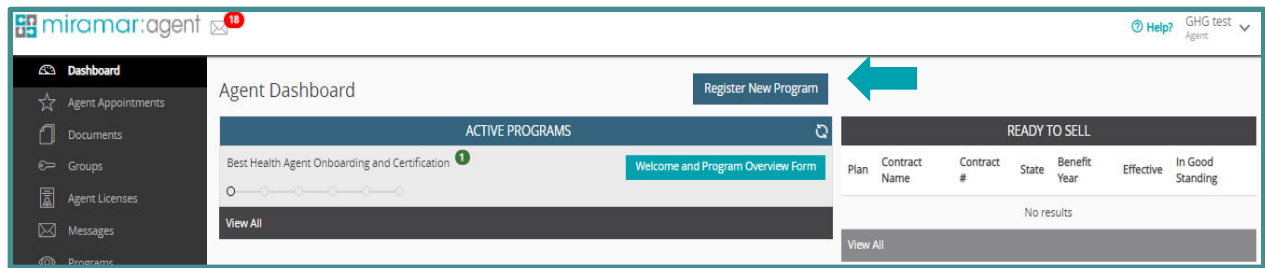 miramar:agent
18
Help?
GHG test
Agent
Dashboard
Agent Appointments
Documents
Groups
Agent Licenses
Messages
Programs
Agent Dashboard
Register New Program
ACTIVE PROGRAMS
Best Health Agent Onboarding and Certification 1
Welcome and Program Overview Form
View All
READY TO SELL
Plan Contract Name Contract # State Benefit Year Effective In Good Standing
No results
View All